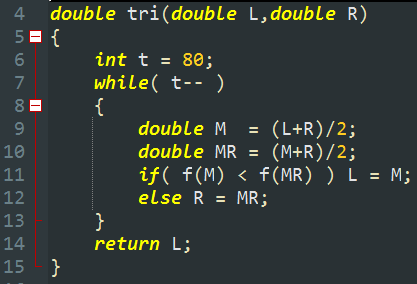 4 double tri(double L,double R)
5 {
6     int t = 80;
7     while( t-- )
8     {
9         double M  = (L+R)/2;
10         double MR = (M+R)/2;
11         if( f(M) < f(MR) ) L = M;
12         else R = MR;
13     }
14     return L;
15 }